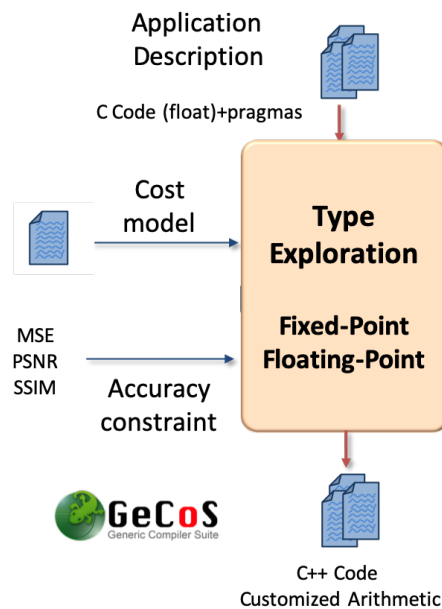 Application
Description
C Code (float)+pragmas
Cost
model
Type
Exploration
Fixed-Point
Floating-Point
MSE
PSNR
SSIM
Accuracy
constraint
GeCoS
Generic Compiler Suite
C++ Code
Customized Arithmetic